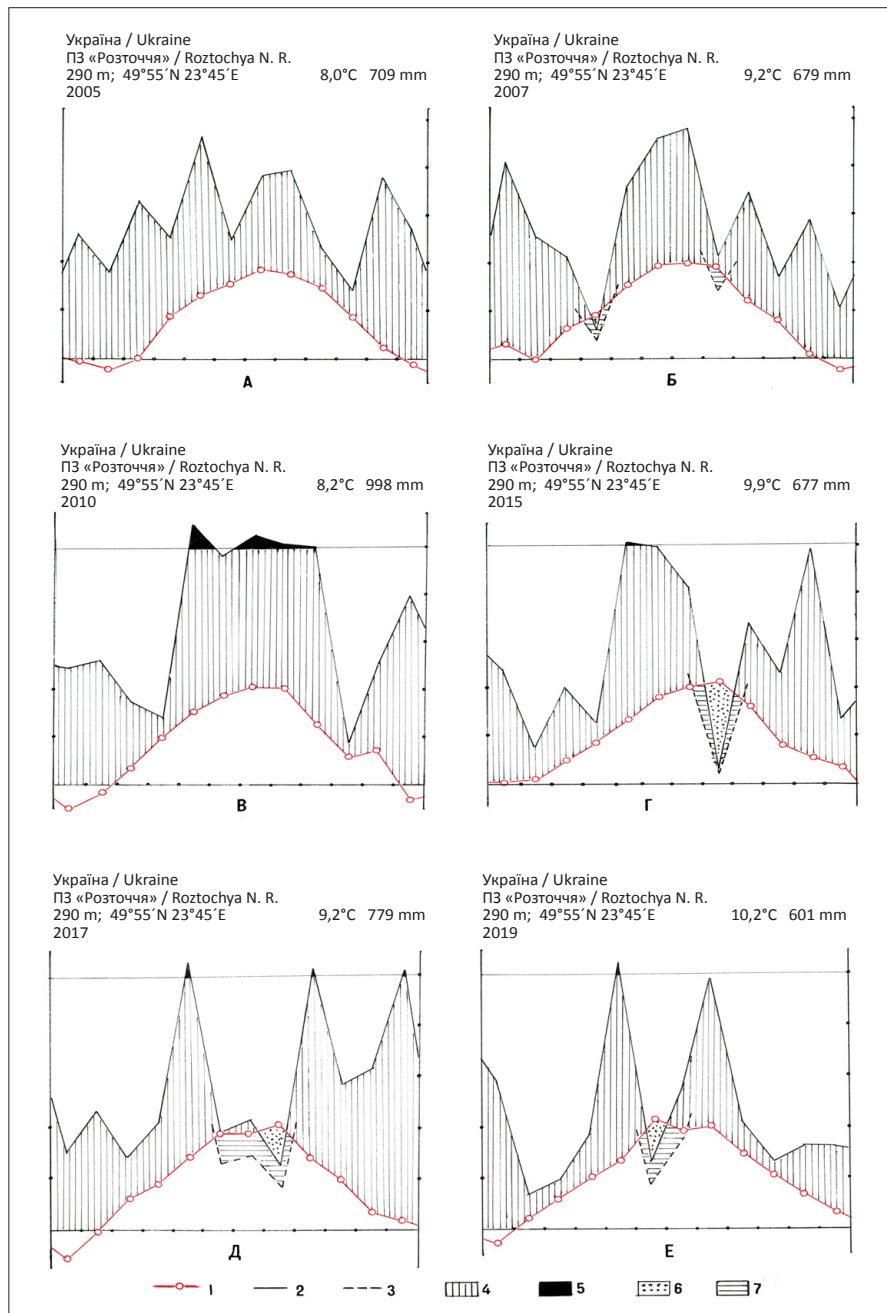 Україна / Ukraine
ПЗ «Розточчя» / Roztochya N. R.
290 m; 49°55´N 23°45´E 8,0°C 709 mm
2005
А
Україна / Ukraine
ПЗ «Розточчя» / Roztochya N. R.
290 m; 49°55´N 23°45´E 9,2°C 679 mm
2007
Б
Україна / Ukraine
ПЗ «Розточчя» / Roztochya N. R.
290 m; 49°55´N 23°45´E 8,2°C 998 mm
2010
В
Україна / Ukraine
ПЗ «Розточчя» / Roztochya N. R.
290 m; 49°55´N 23°45´E 9,9°C 677 mm
2015
Г
Україна / Ukraine
ПЗ «Розточчя» / Roztochya N. R.
290 m; 49°55´N 23°45´E 9,2°C 779 mm
2017
Д
Україна / Ukraine
ПЗ «Розточчя» / Roztochya N. R.
290 m; 49°55´N 23°45´E 10,2°C 601 mm
2019
Е
1 2 3 4 5 6 7